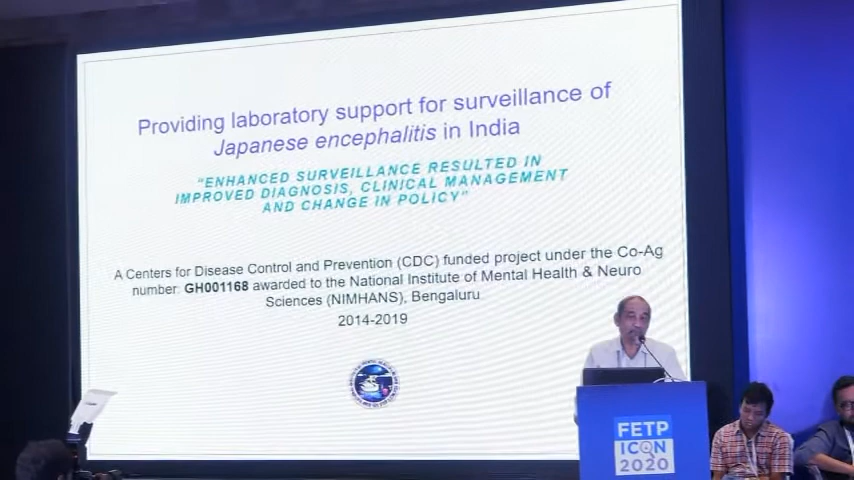 Providing laboratory support for surveillance of
Japanese encephalitis in India
“ENHANCED SURVEILLANCE RESULTED IN
IMPROVED DIAGNOSIS, CLINICAL MANAGEMENT
AND CHANGE IN POLICY”
A Centers for Disease Control and Prevention (CDC) funded project under the Co-Ag
number: GH001168 awarded to the National Institute of Mental Health & Neuro
Sciences (NIMHANS), Bengaluru
2014-2019
FETP
ICON
2020